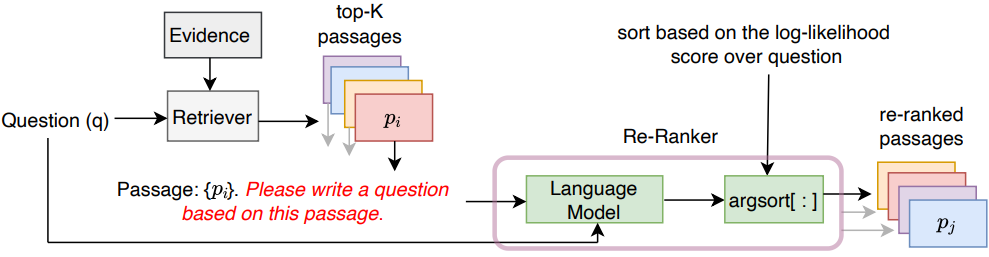 top-K
passages
Evidence
sort based on the log-likelihood
score over question
Question (q)
Retriever
p_i
Re-Ranker
re-ranked
passages
Passage: {p_i}. Please write a question
based on this passage.
Language
Model
argsort[ : ]
p_j